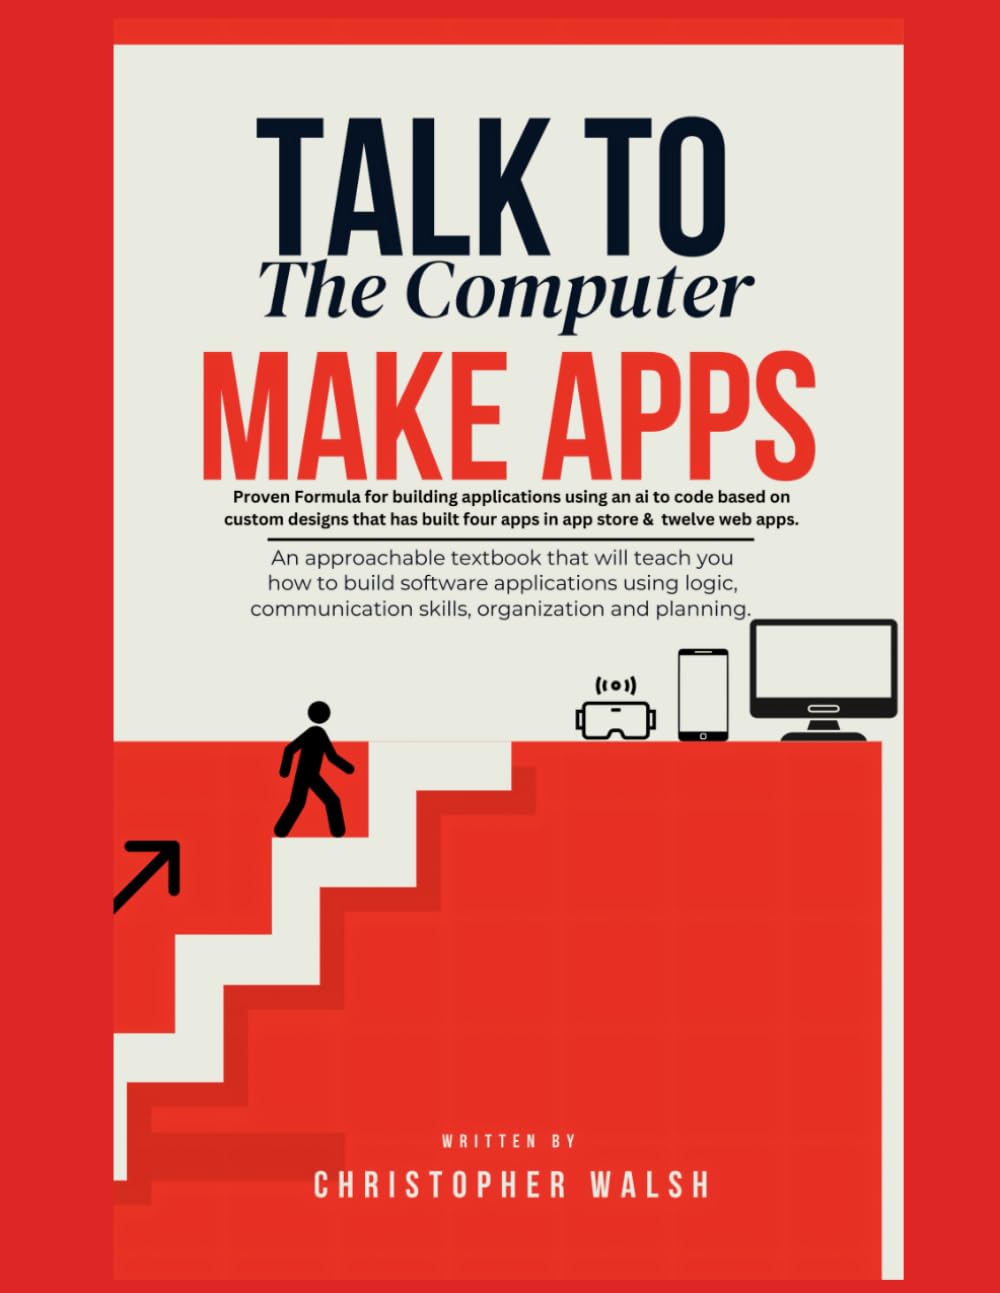 TALK TO
The Computer
MAKE APPS
Proven Formula for building applications using an ai to code based on
custom designs that has built four apps in app store & twelve web apps.
An approachable textbook that will teach you
how to build software applications using logic,
communication skills, organization and planning.
WRITTEN BY
CHRISTOPHER WALSH